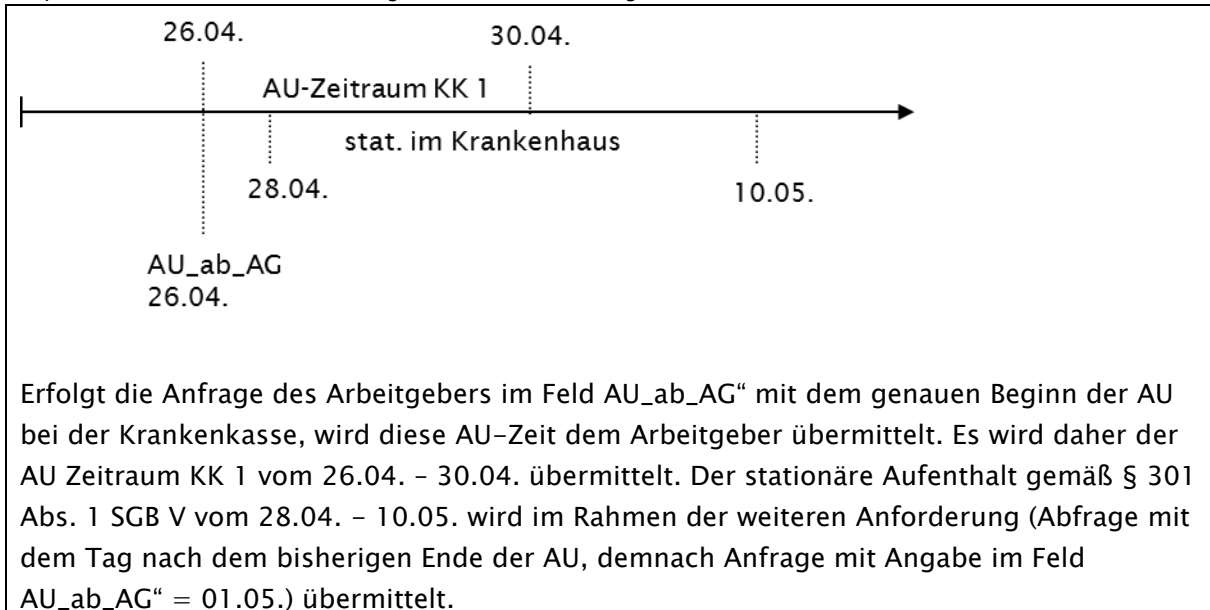 26.04. 30.04.
AU-Zeitraum KK 1
stat. im Krankenhaus
28.04. 10.05.
AU_ab_AG
26.04.
Erfolgt die Anfrage des Arbeitgebers im Feld AU_ab_AG“ mit dem genauen Beginn der AU
bei der Krankenkasse, wird diese AU-Zeit dem Arbeitgeber übermittelt. Es wird daher der
AU Zeitraum KK 1 vom 26.04. – 30.04. übermittelt. Der stationäre Aufenthalt gemäß § 301
Abs. 1 SGB V vom 28.04. – 10.05. wird im Rahmen der weiteren Anforderung (Abfrage mit
dem Tag nach dem bisherigen Ende der AU, demnach Anfrage mit Angabe im Feld
AU_ab_AG“ = 01.05.) übermittelt.